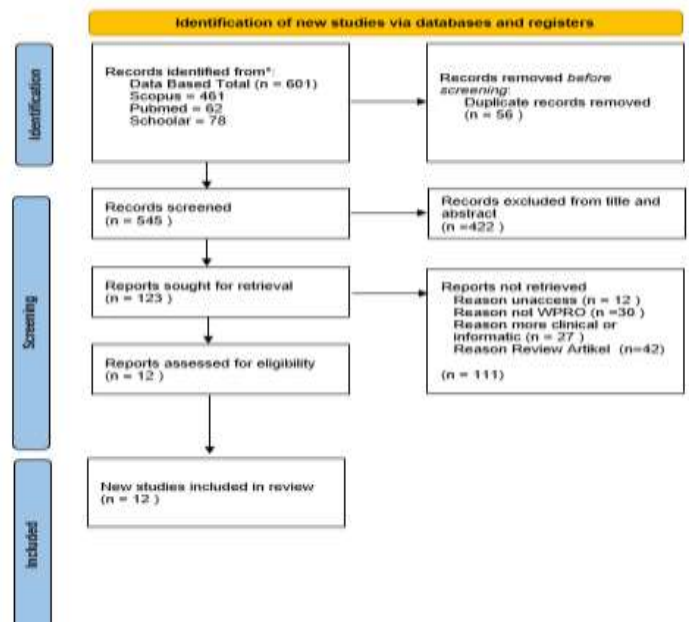 Identification of new studies via databases and registers
Identification
Records identified from*:
Data Based Total (n = 601)
Scopus = 461
Pubmed = 62
Schoolar = 78
Records removed before
screening:
Duplicate records removed
(n = 56 )
Screening
Records screened
(n = 545 )
Records excluded from title and
abstract
(n =422 )
Reports sought for retrieval
(n = 123 )
Reports not retrieved
Reason unaccess (n = 12 )
Reason not WPRO (n =30 )
Reason more clinical or
informatic (n = 27 )
Reason Review Artikel (n=42)
(n = 111)
Reports assessed for eligibility
(n = 12 )
Included
New studies included in review
(n = 12 )